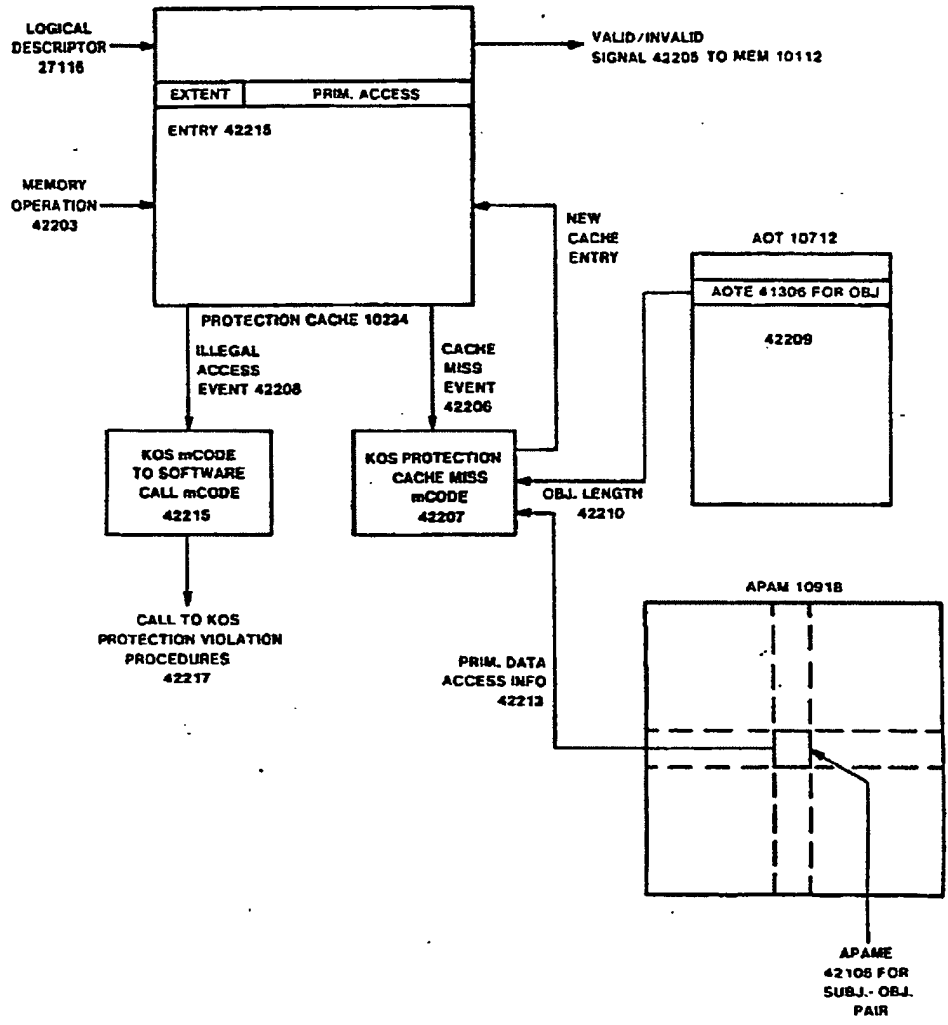 LOGICAL
DESCRIPTOR
27116
VALID/INVALID
SIGNAL 42205 TO MEM 10112
EXTENT
PRIM. ACCESS
ENTRY 42215
MEMORY
OPERATION
42203
NEW
CACHE
ENTRY
AOT 10712
AOTE 41306 FOR OBJ
42209
PROTECTION CACHE 10234
ILLEGAL
ACCESS
EVENT 42208
CACHE
MISS
EVENT
42206
KOS mCODE
TO SOFTWARE
CALL mCODE
42215
KOS PROTECTION
CACHE MISS
mCODE
42207
OBJ. LENGTH
42210
CALL TO KOS
PROTECTION VIOLATION
PROCEDURES
42217
APAM 10918
PRIM. DATA
ACCESS INFO
42213
APAME
42106 FOR
SUBJ.- OBJ.
PAIR